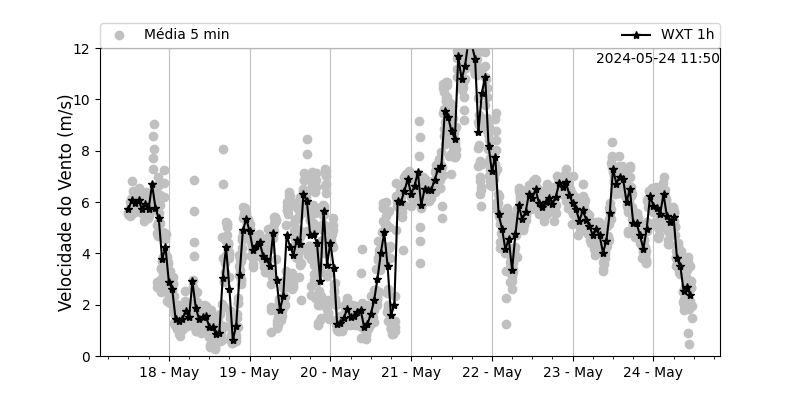 Média 5 min
WXT 1h
2024-05-24 11:50
Velocidade do Vento (m/s)
12
10
8
6
4
2
0
18 - May
19 - May
20 - May
21 - May
22 - May
23 - May
24 - May